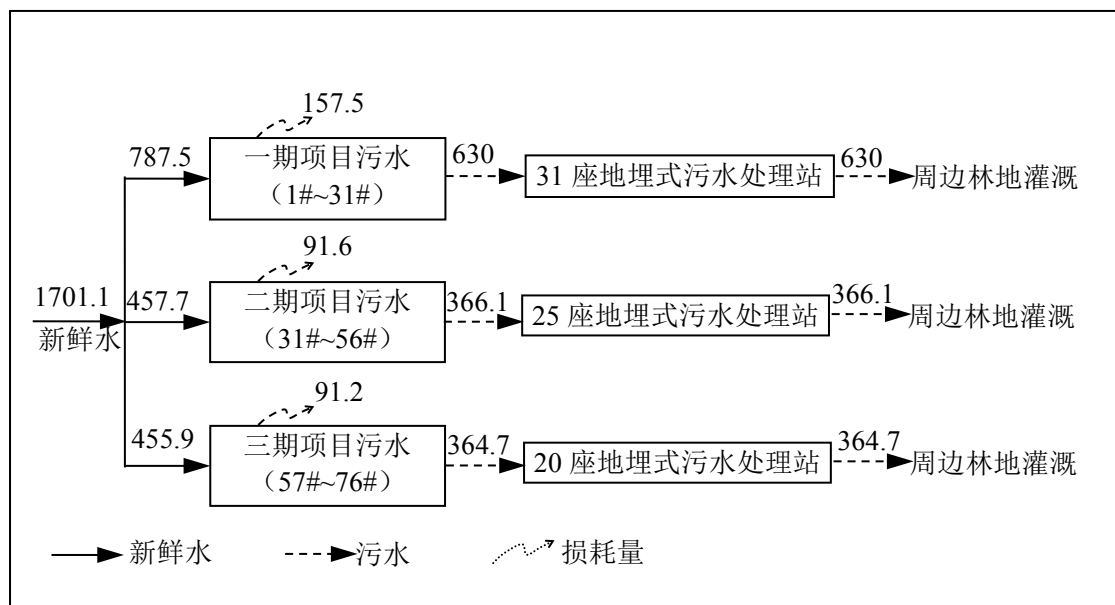 157.5
787.5
一期项目污水
（1#~31#）
630
31 座地埋式污水处理站
630
周边林地灌溉
91.6
1701.1
新鲜水
457.7
二期项目污水
（31#~56#）
366.1
25 座地埋式污水处理站
366.1
周边林地灌溉
91.2
455.9
三期项目污水
（57#~76#）
364.7
20 座地埋式污水处理站
364.7
周边林地灌溉
新鲜水
污水
损耗量